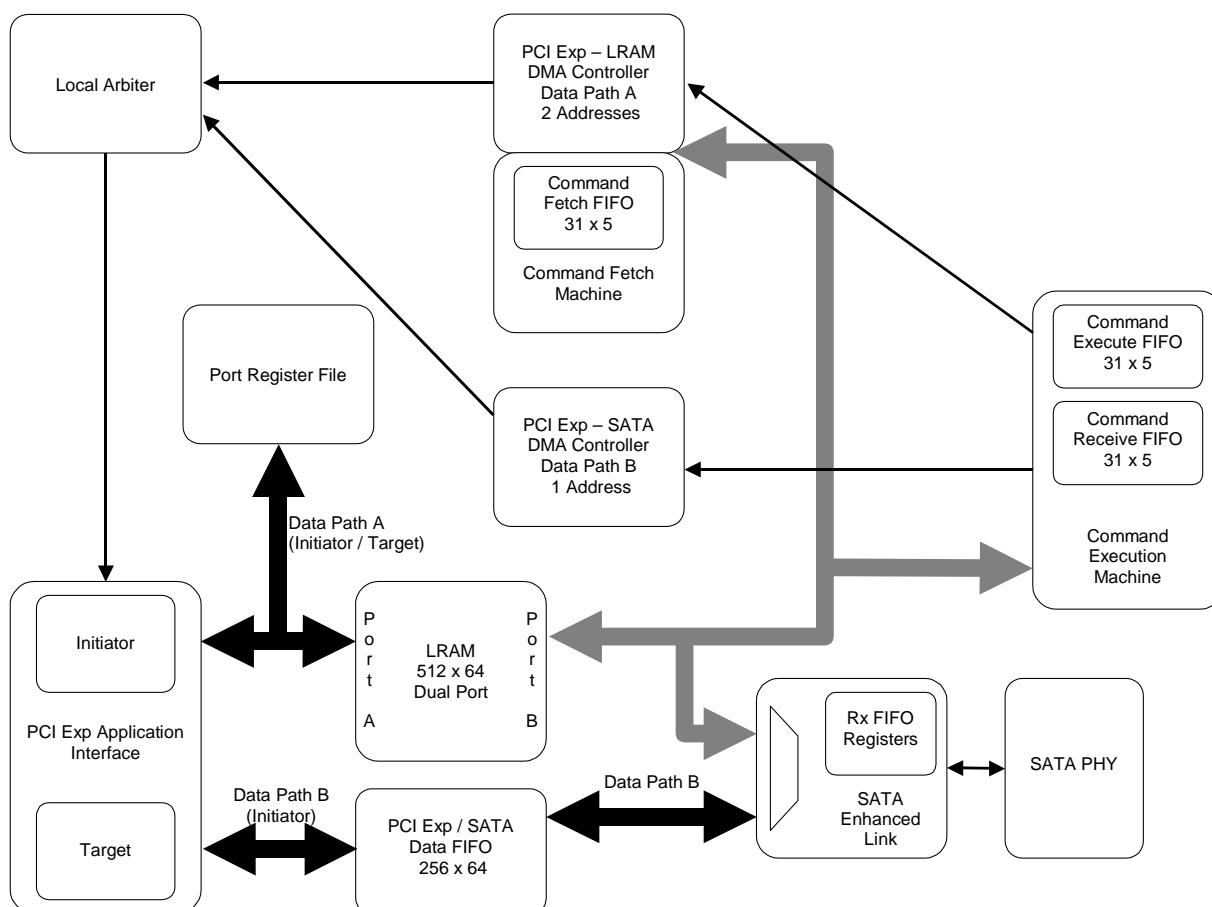 Local Arbiter
PCI Exp – LRAM
DMA Controller
Data Path A
2 Addresses
Command
Fetch FIFO
31 x 5
Command Fetch
Machine
Command
Execute FIFO
31 x 5
Command
Receive FIFO
31 x 5
Command
Execution
Machine
Port Register File
PCI Exp – SATA
DMA Controller
Data Path B
1 Address
Data Path A
(Initiator / Target)
Initiator
PCI Exp Application
Interface
Target
Port A
LRAM
512 x 64
Dual Port
Port B
Data Path B
(Initiator)
PCI Exp / SATA
Data FIFO
256 x 64
Data Path B
Rx FIFO
Registers
SATA
Enhanced
Link
SATA PHY